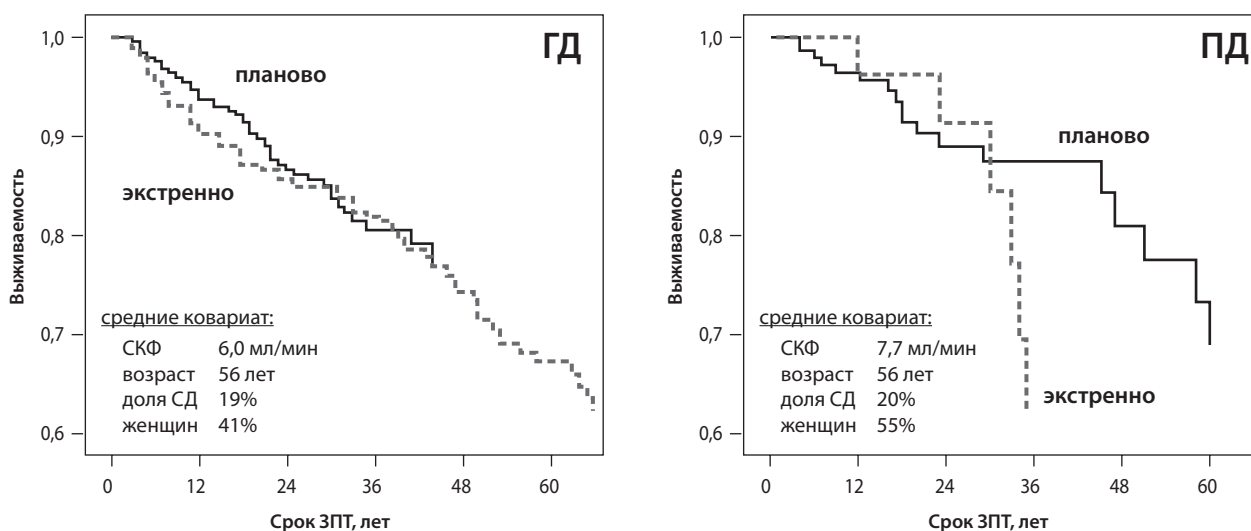 ГД
1,0
0,9
0,8
0,7
0,6
Выживаемость
планово
экстренно
средние ковариат:
СКФ 6,0 мл/мин
возраст 56 лет
доля СД 19%
женщин 41%
0 12 24 36 48 60
Срок ЗПТ, лет
ПД
1,0
0,9
0,8
0,7
0,6
Выживаемость
планово
экстренно
средние ковариат:
СКФ 7,7 мл/мин
возраст 56 лет
доля СД 20%
женщин 55%
0 12 24 36 48 60
Срок ЗПТ, лет